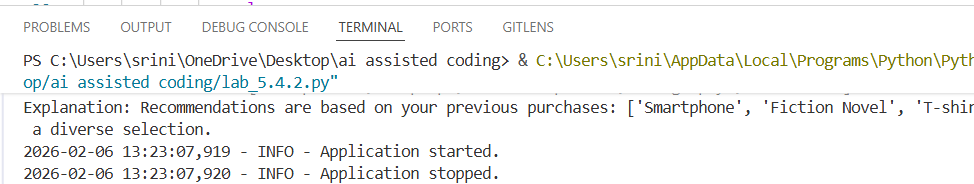 PROBLEMS OUTPUT DEBUG CONSOLE TERMINAL PORTS GITLENS
PS C:\Users\srini\OneDrive\Desktop\ai assisted coding> & C:\Users\srini\AppData\Local\Programs\Python\Pyth
op/ai assisted coding/lab_5.4.2.py"
Explanation: Recommendations are based on your previous purchases: ['Smartphone', 'Fiction Novel', 'T-shir
a diverse selection.
2026-02-06 13:23:07,919 - INFO - Application started.
2026-02-06 13:23:07,920 - INFO - Application stopped.